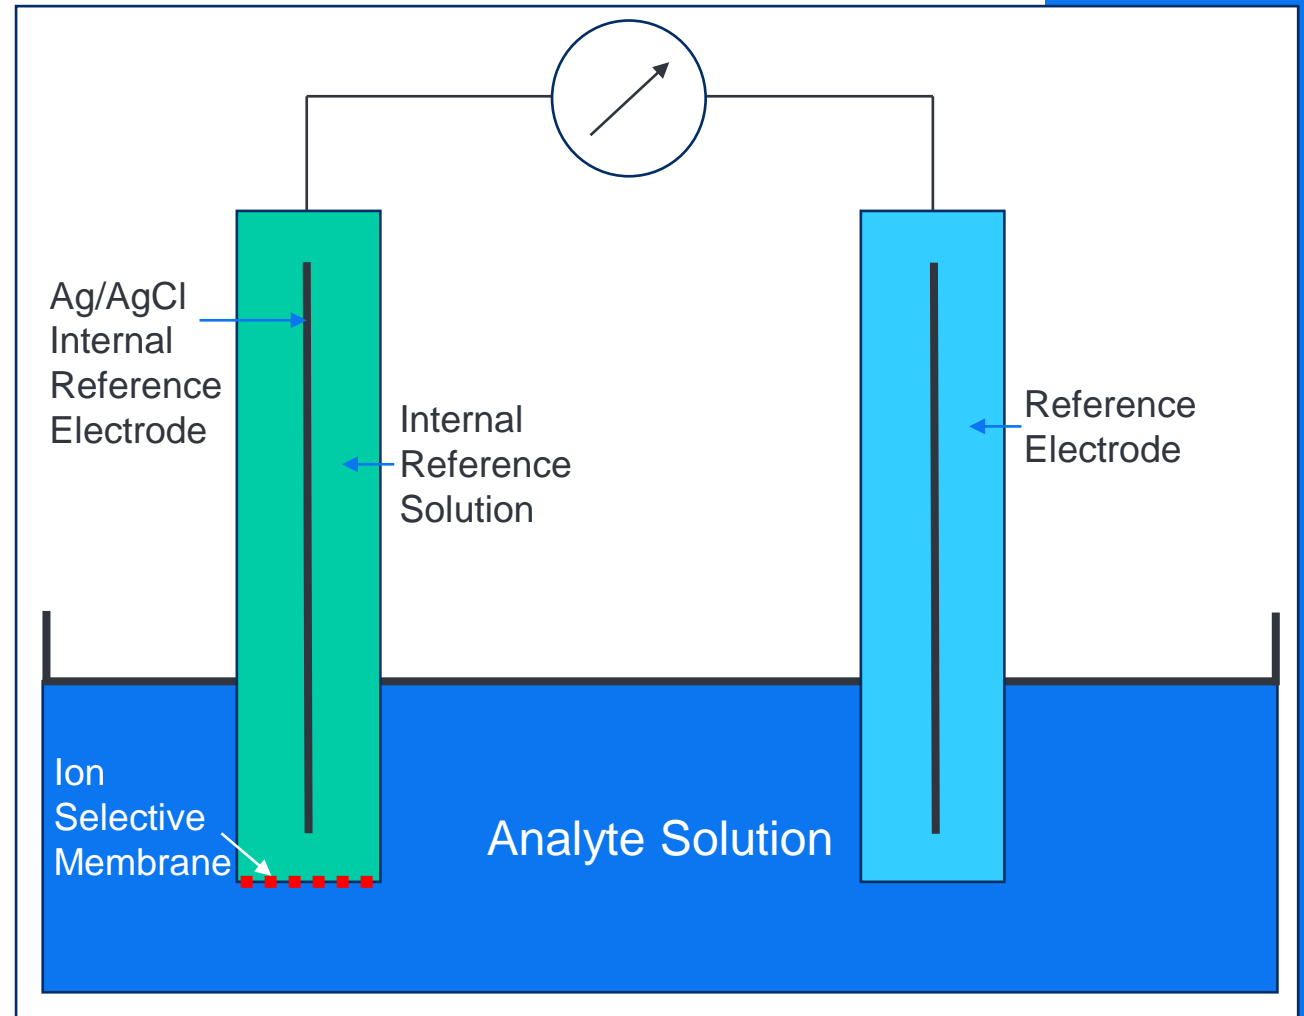 Ag/AgCl
Internal
Reference
Electrode
Internal
Reference
Solution
Reference
Electrode
Ion
Selective
Membrane
Analyte Solution